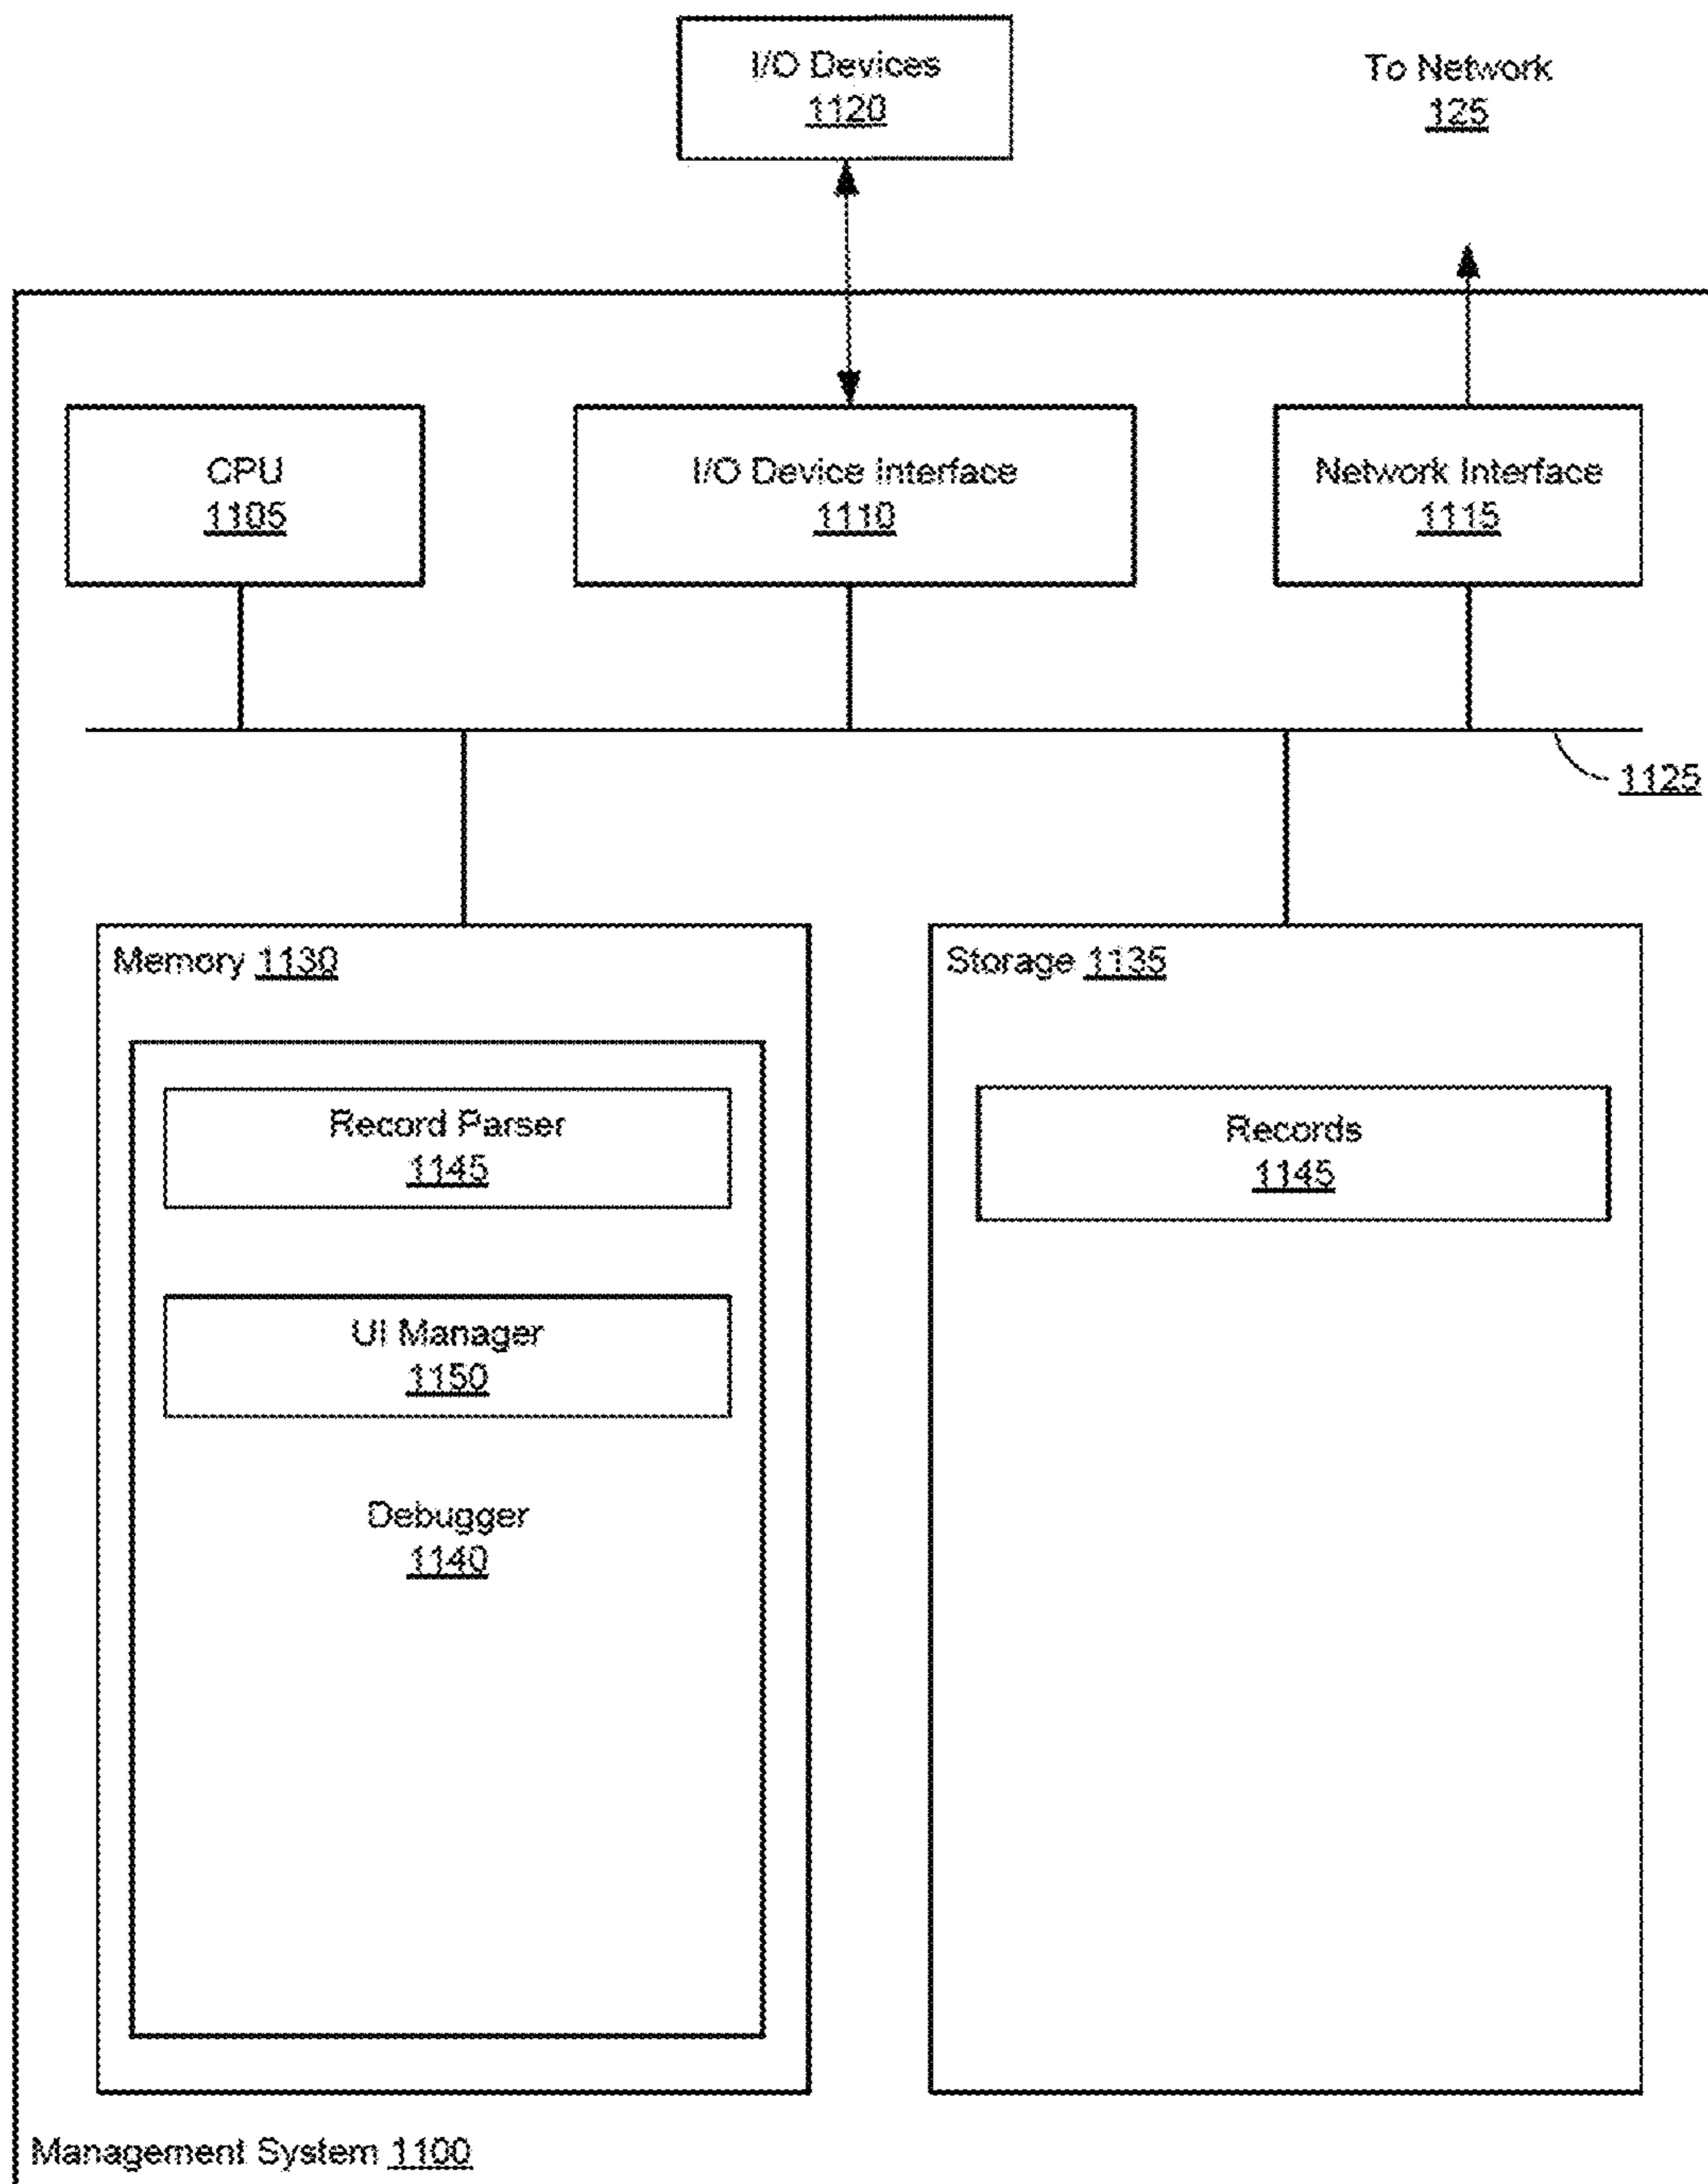 I/O Devices
1120
To Network
125
CPU
1105
I/O Device Interface
1110
Network Interface
1115
1125
Memory 1130
Storage 1135
Record Parser
1145
Records
1145
UI Manager
1150
Debugger
1140
Management System 1100